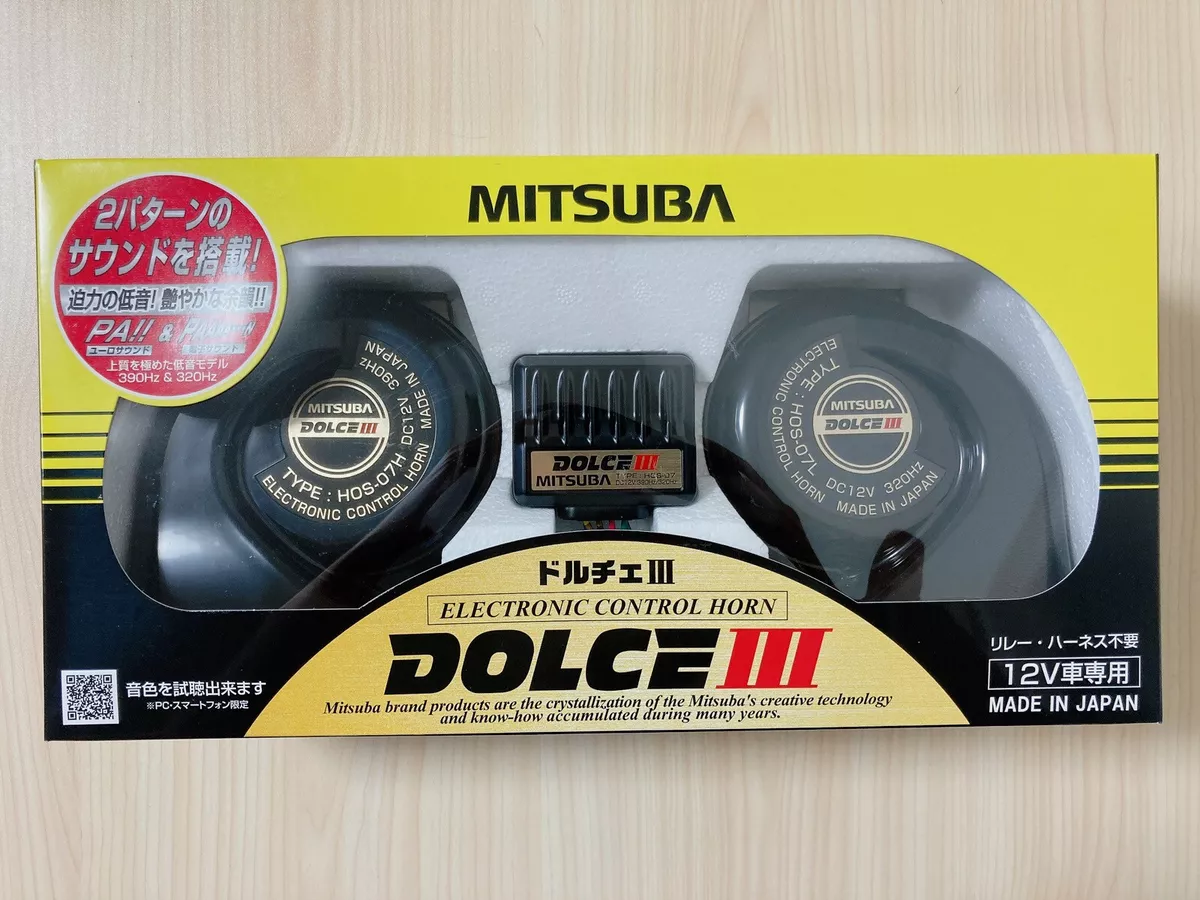 MITSUBA
2パターンの
サウンドを搭載!
迫力の低音! 艶やかな余韻!!
PA!! &
ユーロサウンド
上質を極めた低音モデル
390Hz & 320Hz
MITSUBA
DOLCE III
TYPE : HOS-07H DC12V 390Hz
ELECTRONIC CONTROL HORN MADE IN JAPAN
DOLCE III
MITSUBA
TYPE : HOS-07
DC12V/390Hz/320Hz
MITSUBA
DOLCE III
TYPE : HOS-07L DC12V 320Hz
ELECTRONIC CONTROL HORN MADE IN JAPAN
ドルチェIII
ELECTRONIC CONTROL HORN
DOLCE III
Mitsuba brand products are the crystallization of the Mitsuba's creative technology
and know-how accumulated during many years.
音色を試聴出来ます
※PC・スマートフォン限定
リレー・ハーネス不要
12V車専用
MADE IN JAPAN